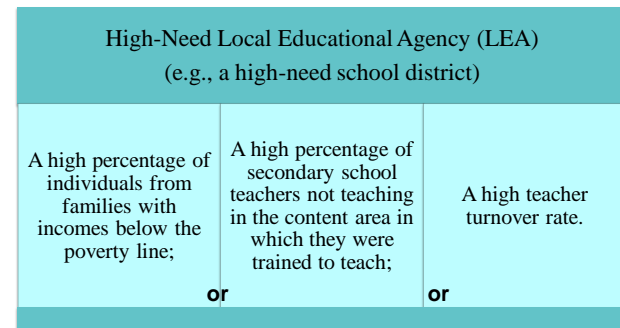 High-Need Local Educational Agency (LEA)
(e.g., a high-need school district)
A high percentage of
individuals from
families with
incomes below the
poverty line;
or
A high percentage of
secondary school
teachers not teaching
in the content area in
which they were
trained to teach;
or
A high teacher
turnover rate.